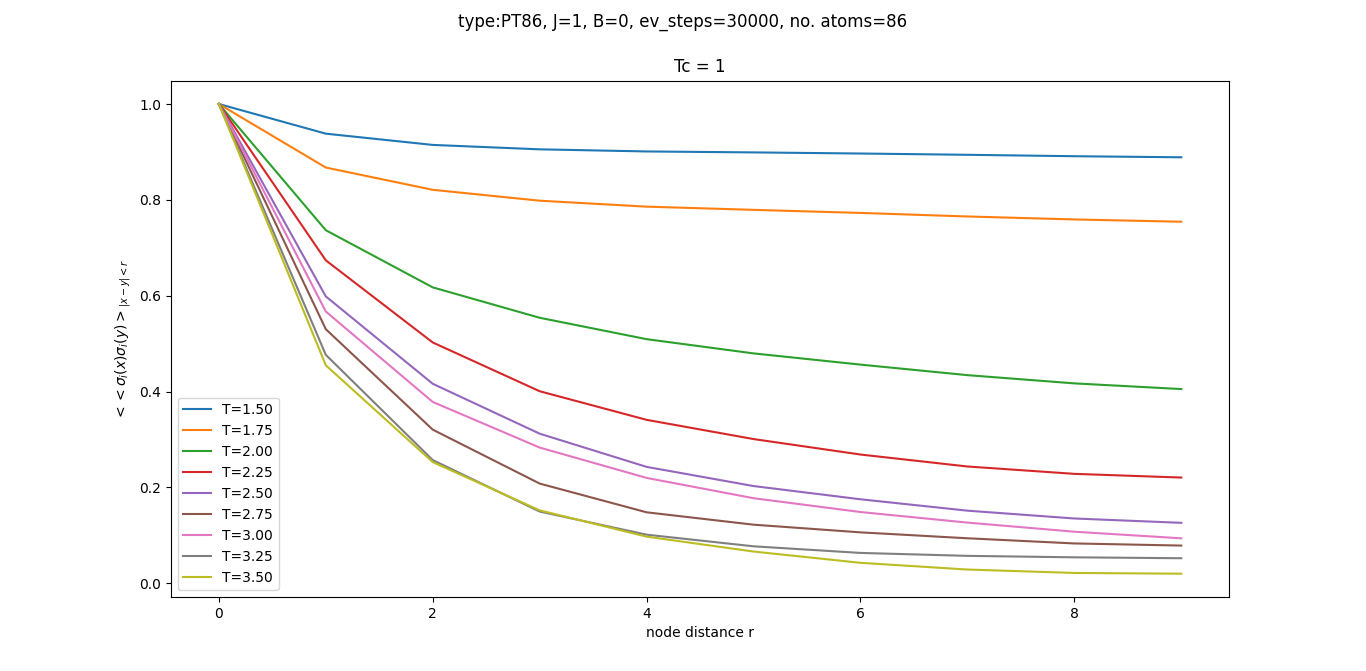 type:PT86, J=1, B=0, ev_steps=30000, no. atoms=86
Tc = 1
1.0
0.8
0.6
0.4
0.2
0.0
< < σᵢ(x)σᵢ(y) > |x − y| < r
T=1.50
T=1.75
T=2.00
T=2.25
T=2.50
T=2.75
T=3.00
T=3.25
T=3.50
0 2 4 6 8
node distance r